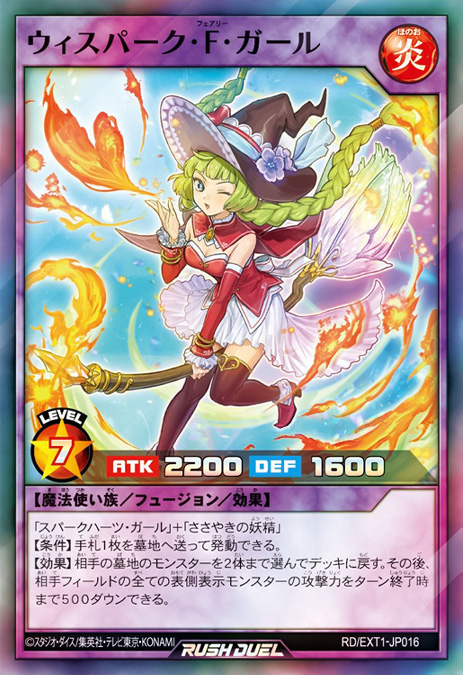 フェアリー
ウィスパーク・F・ガール
ほのお
炎
LEVEL
7
ATK 2200 DEF 1600
【魔法使い族／フュージョン／効果】
「スパークハーツ・ガール」+「ささやきの妖精」
【条件】手札1枚を墓地へ送って発動できる。
【効果】相手の墓地のモンスターを2体まで選んでデッキに戻す。その後、
相手フィールドの全ての表側表示モンスターの攻撃力をターン終了時
まで500ダウンできる。
©スタジオ・ダイス/集英社・テレビ東京・KONAMI
RUSH DUEL
RD/EXT1-JP016